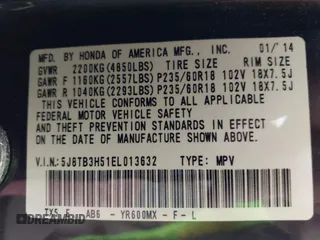 MFD. BY HONDA OF AMERICA MFG., INC. 01/14
GVWR 2200KG(4850LBS) TIRE SIZE RIM SIZE
GAWR F 1160KG(2557LBS) P235/60R18 102V 18X7.5J
GAWR R 1040KG(2293LBS) P235/60R18 102V 18X7.5J
THIS VEHICLE CONFORMS TO ALL APPLICABLE
FEDERAL MOTOR VEHICLE SAFETY
AND THEFT PREVENTION STANDARDS IN
EFFECT ON THE DATE OF MANUFACTURE
SHOWN ABOVE.
V.I.N:5J8TB3H51EL013632 TYPE: MPV
AB6 -YR600MX -F-L
DREAMBID